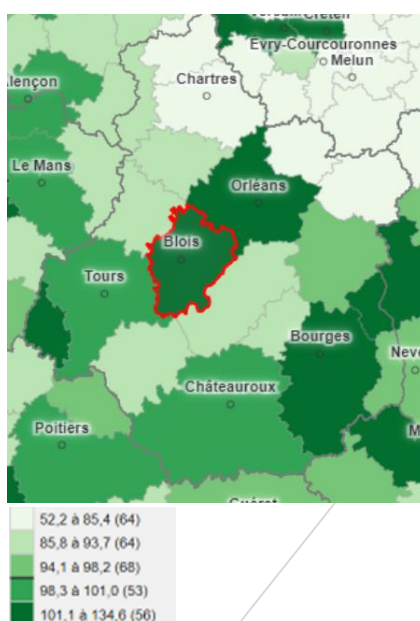 Evry-Courcouronnes
Melun
Chartres
Le Mans
Orléans
Blois
Tours
Bourges
Châteauroux
Poitiers
52,2 à 85,4 (64)
85,8 à 93,7 (64)
94,1 à 98,2 (68)
98,3 à 101,0 (53)
101,1 à 134,6 (56)